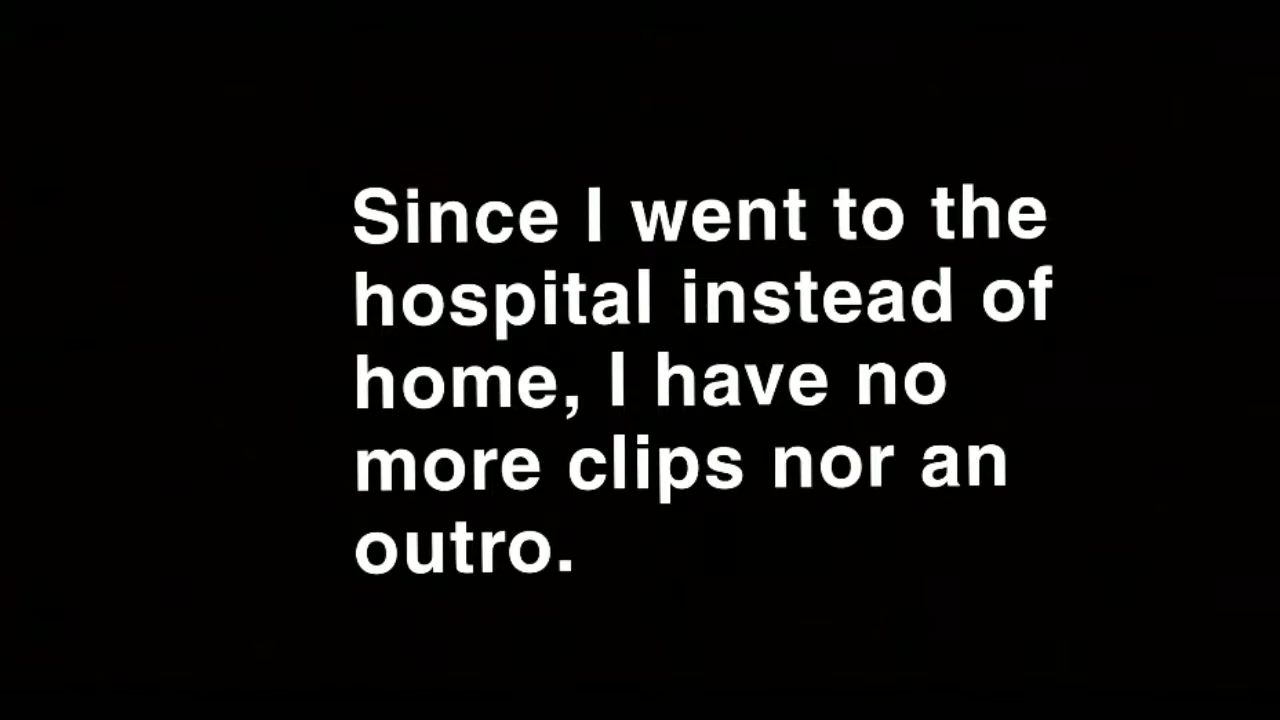 Since I went to the
hospital instead of
home, I have no
more clips nor an
outro.